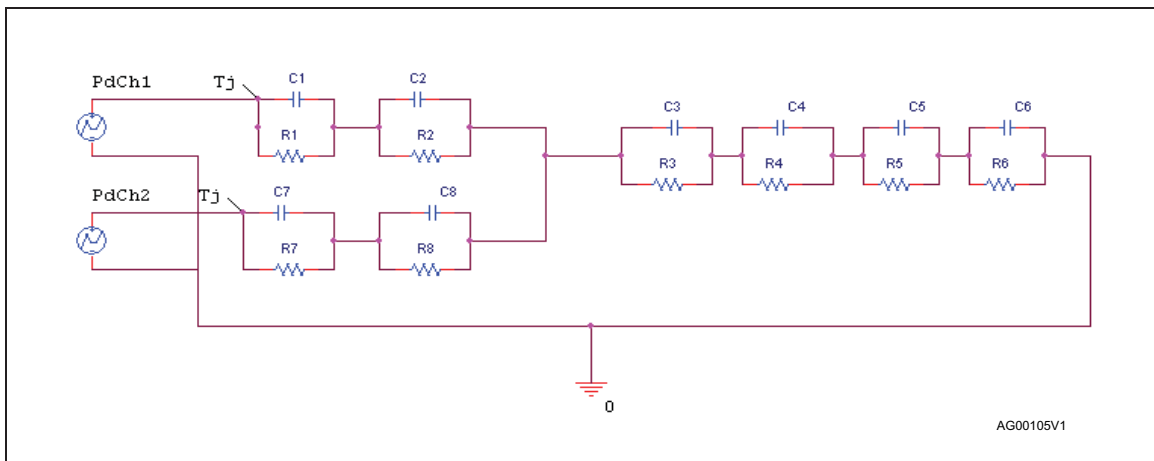 PdCh1
Tj
C1
C2
R1
R2
C3
C4
C5
C6
R3
R4
R5
R6
PdCh2
Tj
C7
C8
R7
R8
0
AG00105V1